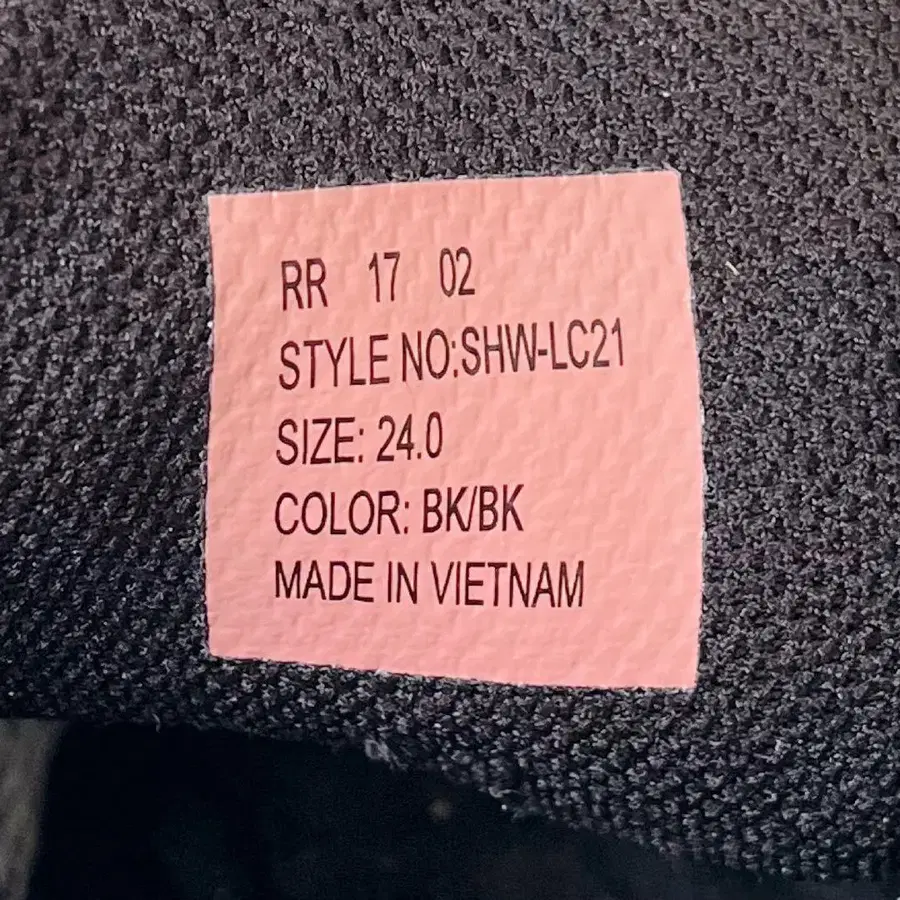 RR 17 02
STYLE NO:SHW-LC21
SIZE: 24.0
COLOR: BK/BK
MADE IN VIETNAM